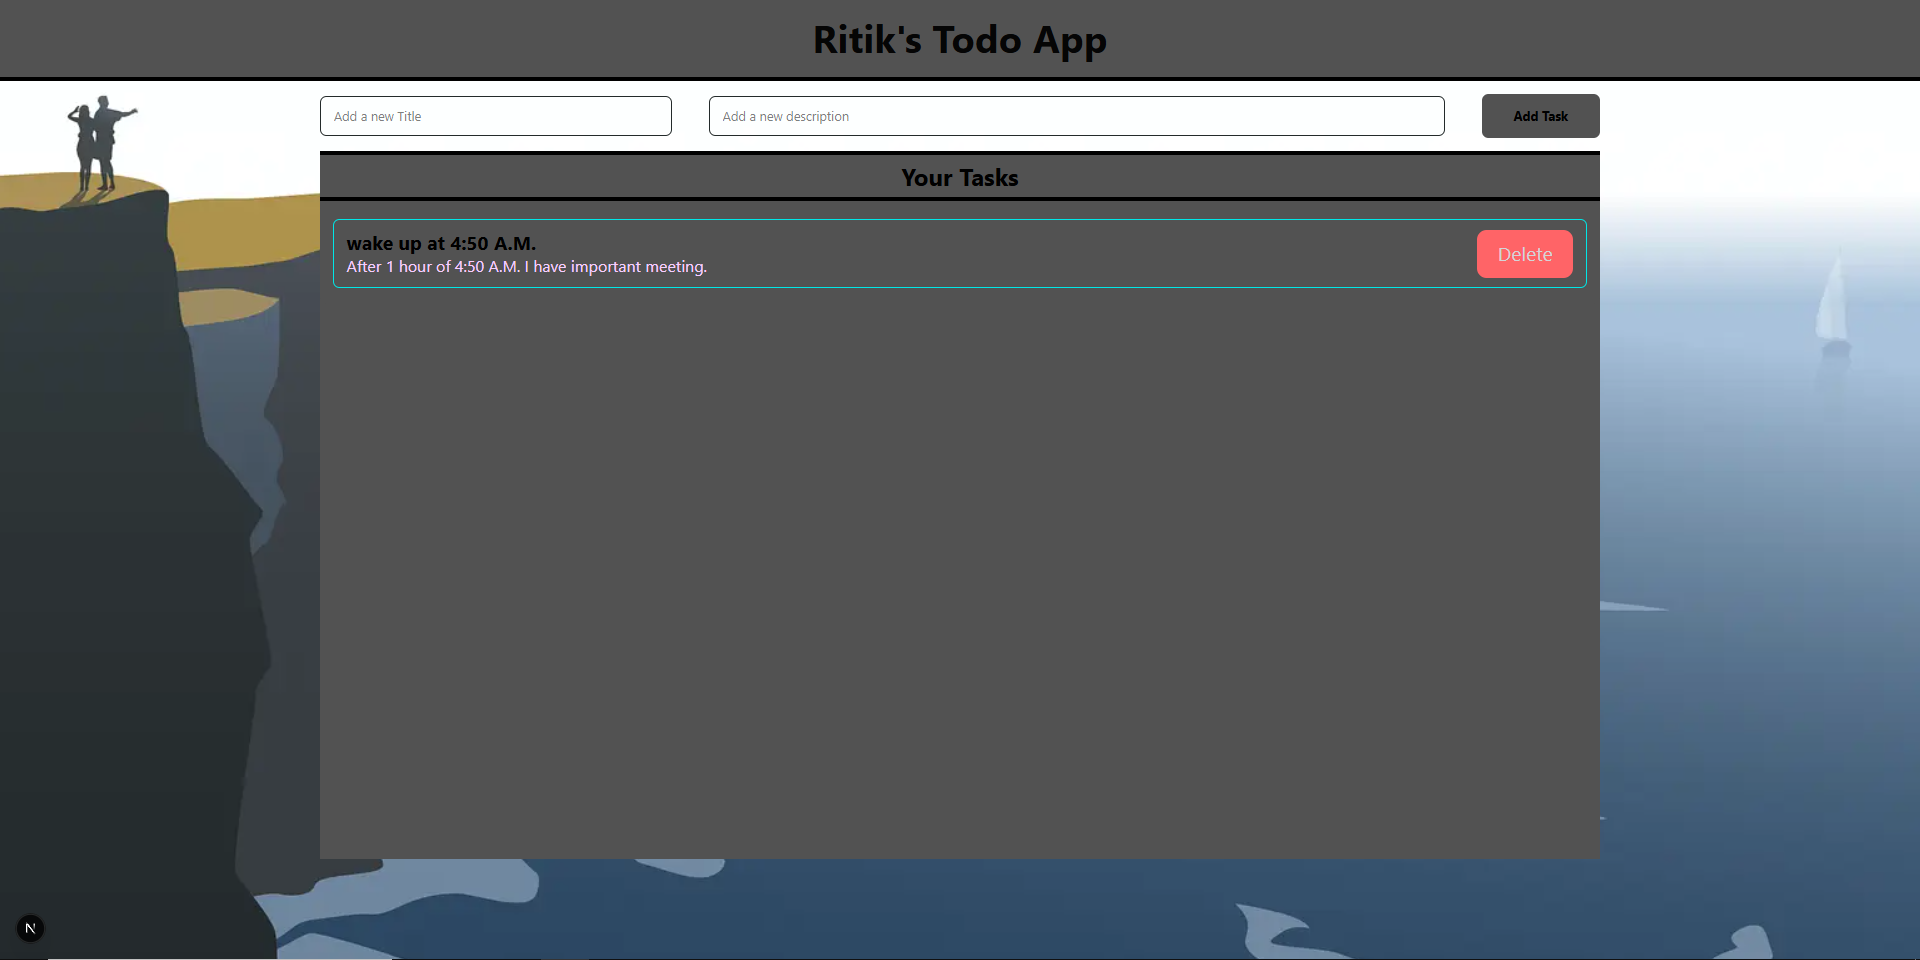 Ritik's Todo App
Add a new Title
Add a new description
Add Task
Your Tasks
wake up at 4:50 A.M.
After 1 hour of 4:50 A.M. I have important meeting.
Delete
N